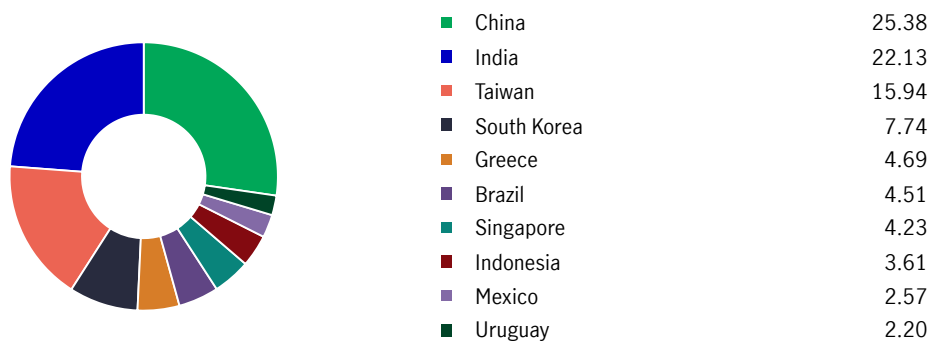 China 25.38
India 22.13
Taiwan 15.94
South Korea 7.74
Greece 4.69
Brazil 4.51
Singapore 4.23
Indonesia 3.61
Mexico 2.57
Uruguay 2.20